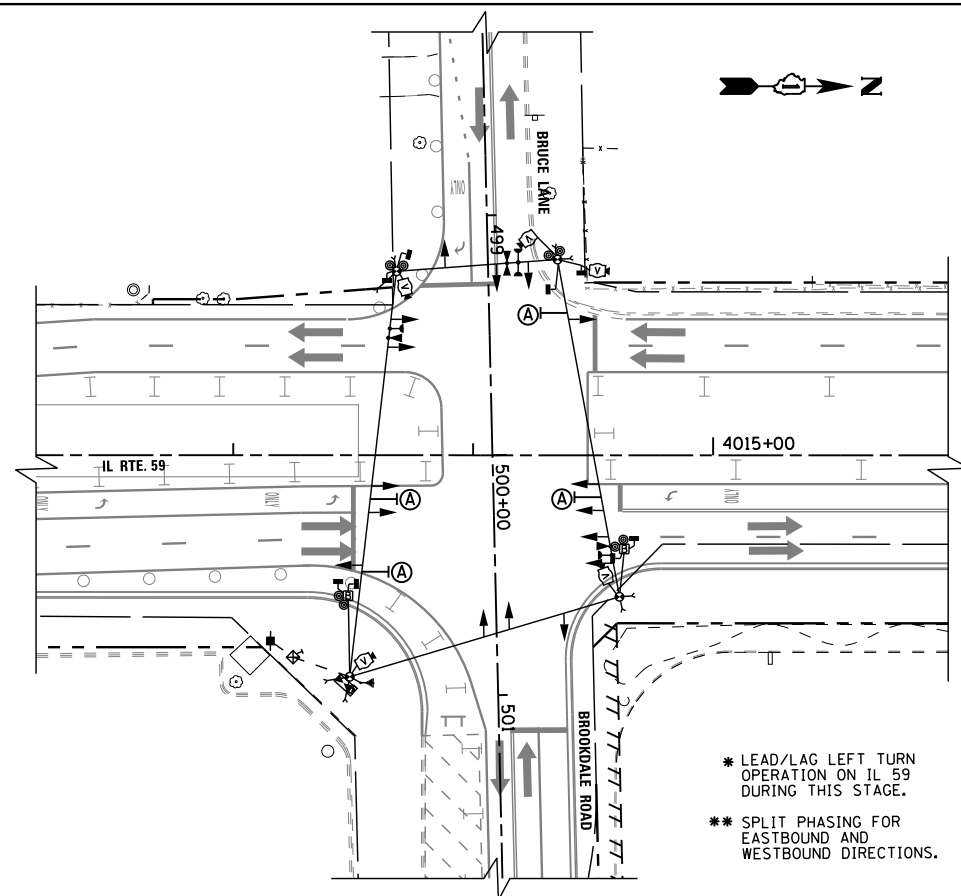 N
BRUCE LANE
ONLY
499
V
V
V
A
4015+00
IL RTE. 59
ONLY
ONLY
ONLY
500+00
A
A
A
V
V
501
BROOKDALE ROAD
* LEAD/LAG LEFT TURN
OPERATION ON IL 59
DURING THIS STAGE.
** SPLIT PHASING FOR
EASTBOUND AND
WESTBOUND DIRECTIONS.